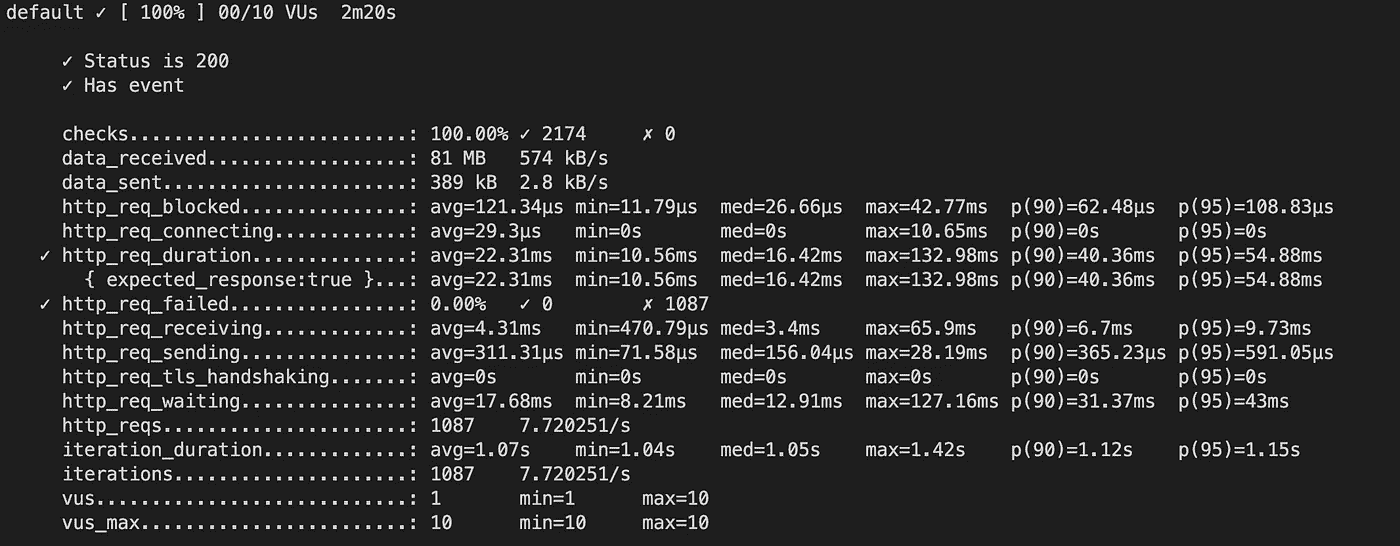 default ✓ [ 100% ] 00/10 VUs  2m20s
✓ Status is 200
✓ Has event
checks.........................: 100.00% ✓ 2174     ✗ 0
data_received..................: 81 MB   574 kB/s
data_sent......................: 389 kB  2.8 kB/s
http_req_blocked...............: avg=121.34µs min=11.79µs  med=26.66µs  max=42.77ms  p(90)=62.48µs  p(95)=108.83µs
http_req_connecting............: avg=29.3µs   min=0s       med=0s       max=10.65ms  p(90)=0s       p(95)=0s
✓ http_req_duration..............: avg=22.31ms  min=10.56ms  med=16.42ms  max=132.98ms p(90)=40.36ms  p(95)=54.88ms
{ expected_response:true }...: avg=22.31ms  min=10.56ms  med=16.42ms  max=132.98ms p(90)=40.36ms  p(95)=54.88ms
✓ http_req_failed................: 0.00%   ✓ 0        ✗ 1087
http_req_receiving.............: avg=4.31ms   min=470.79µs med=3.4ms    max=65.9ms   p(90)=6.7ms    p(95)=9.73ms
http_req_sending...............: avg=311.31µs min=71.58µs  med=156.04µs max=28.19ms  p(90)=365.23µs p(95)=591.05µs
http_req_tls_handshaking.......: avg=0s       min=0s       med=0s       max=0s       p(90)=0s       p(95)=0s
http_req_waiting...............: avg=17.68ms  min=8.21ms   med=12.91ms  max=127.16ms p(90)=31.37ms  p(95)=43ms
http_reqs......................: 1087    7.720251/s
iteration_duration.............: avg=1.07s    min=1.04s    med=1.05s    max=1.42s    p(90)=1.12s    p(95)=1.15s
iterations.....................: 1087    7.720251/s
vus............................: 1       min=1      max=10
vus_max........................: 10      min=10     max=10